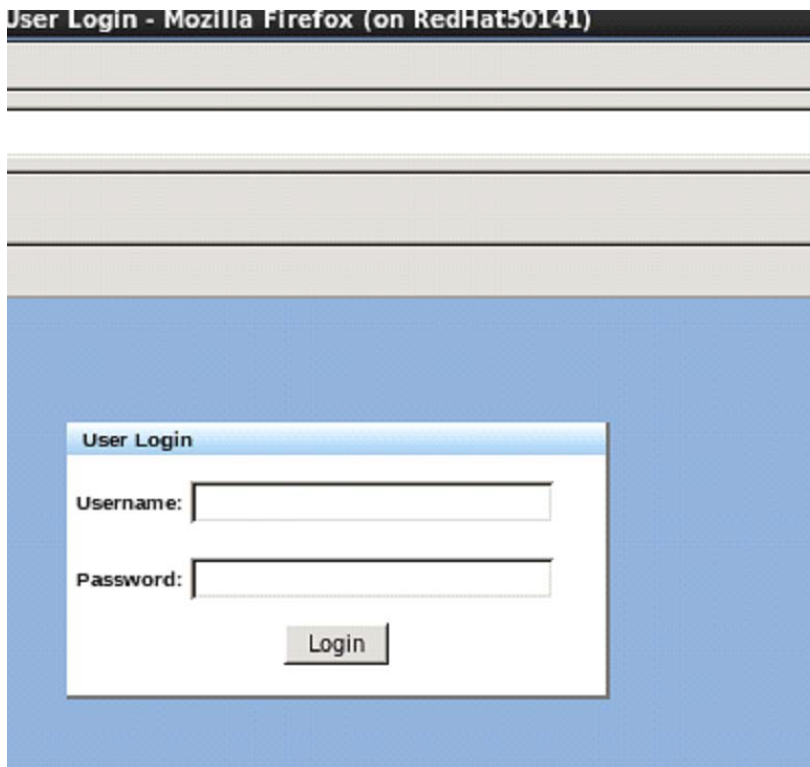 User Login - Mozilla Firefox (on RedHat50141)
User Login
Username:
Password:
Login